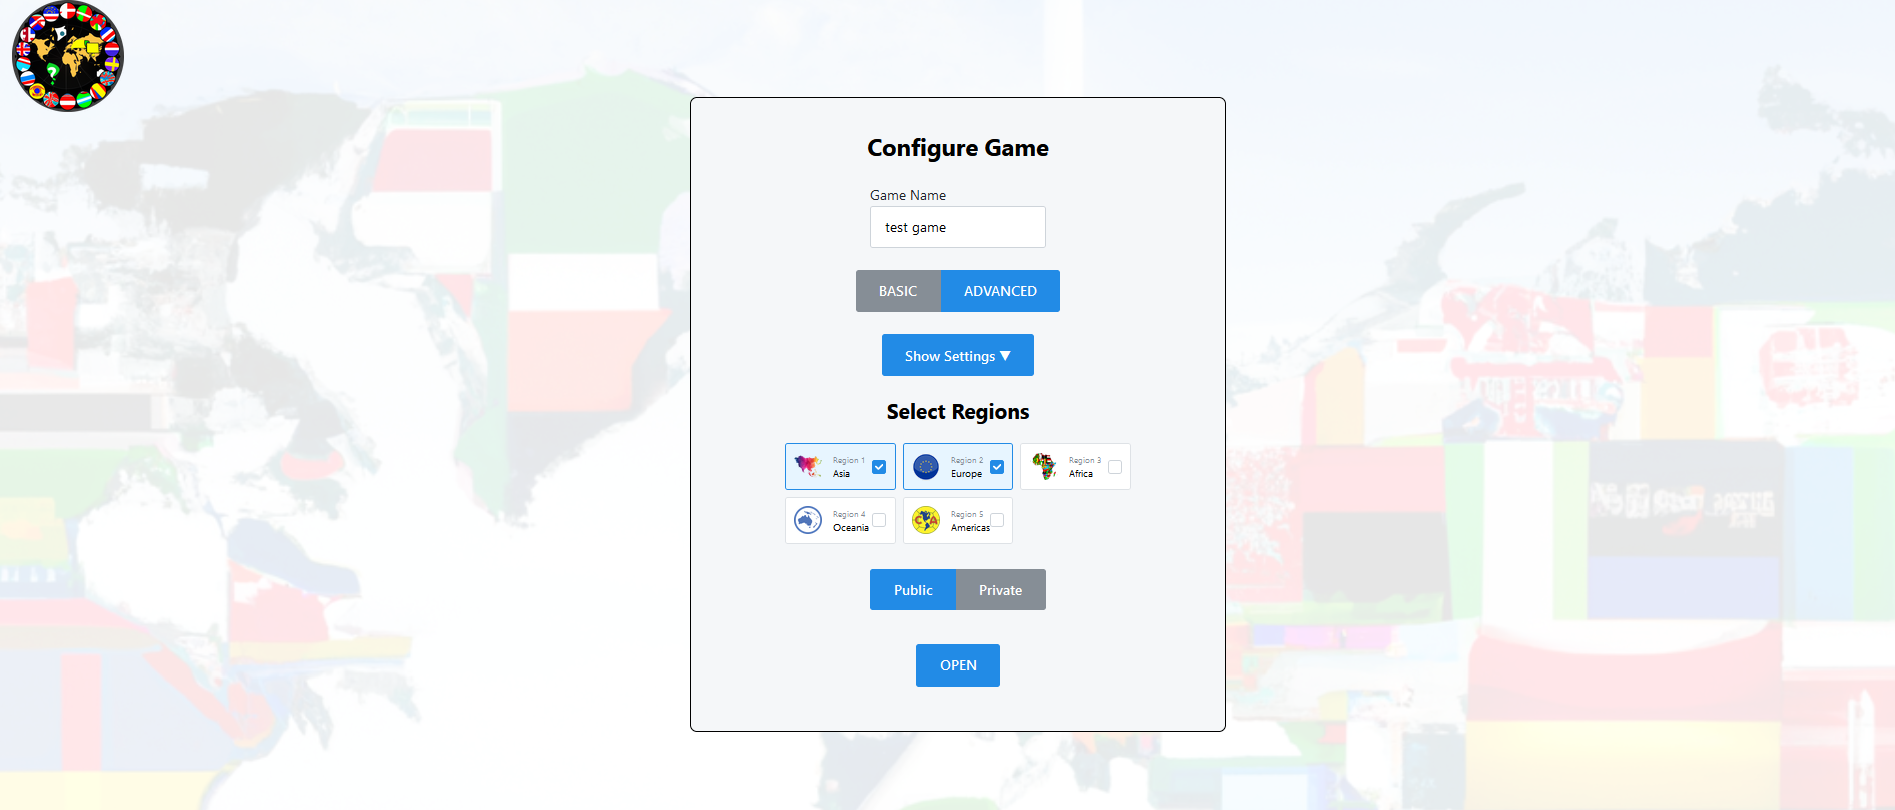 Configure Game
Game Name
test game
BASIC ADVANCED
Show Settings ▼
Select Regions
Region 1
Asia
Region 2
Europe
Region 3
Africa
Region 4
Oceania
Region 5
CA
Americas
Public Private
OPEN